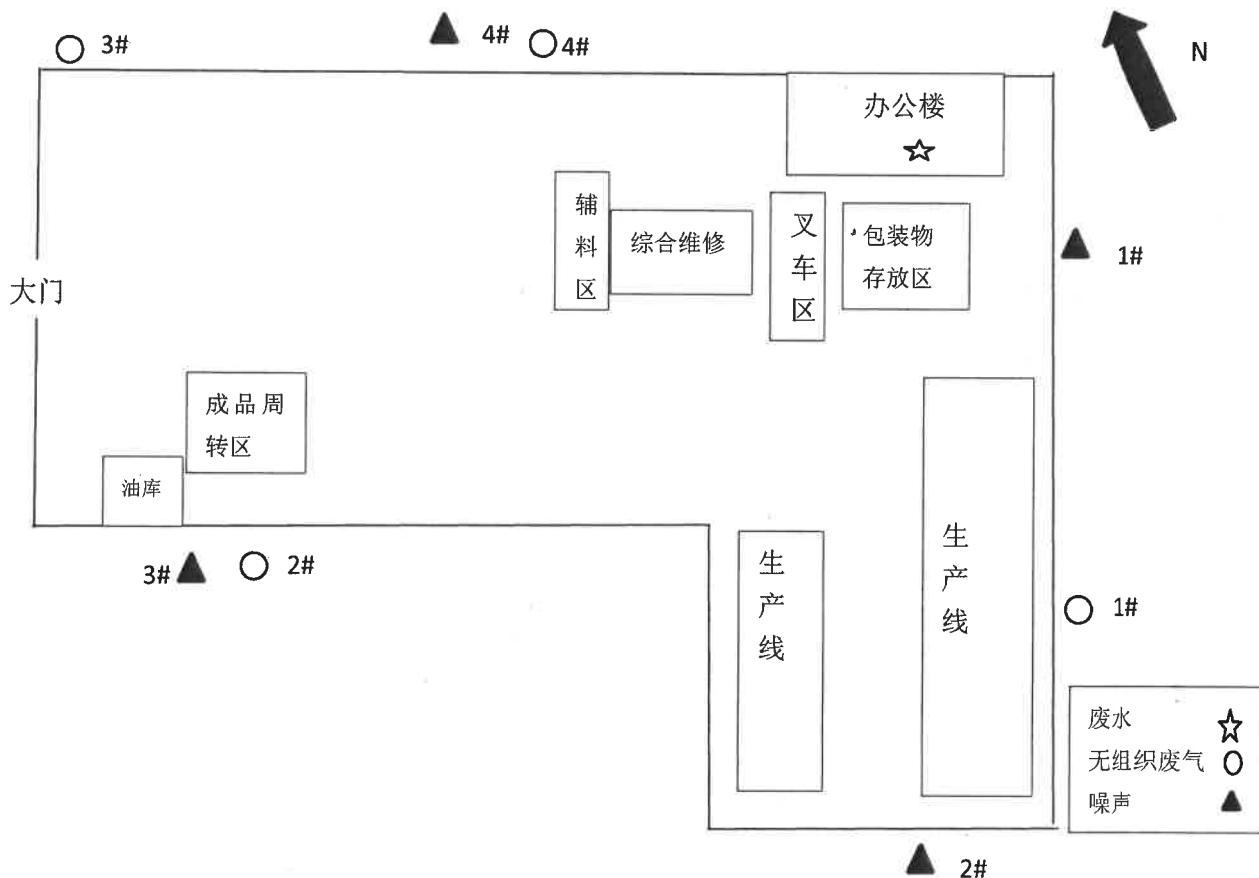 3#
4#
4#
N
办公楼
辅料区
综合维修
叉车区
包装物
存放区
1#
大门
成品周
转区
油库
生产线
生产线
3#
2#
1#
废水
无组织废气
噪声
2#